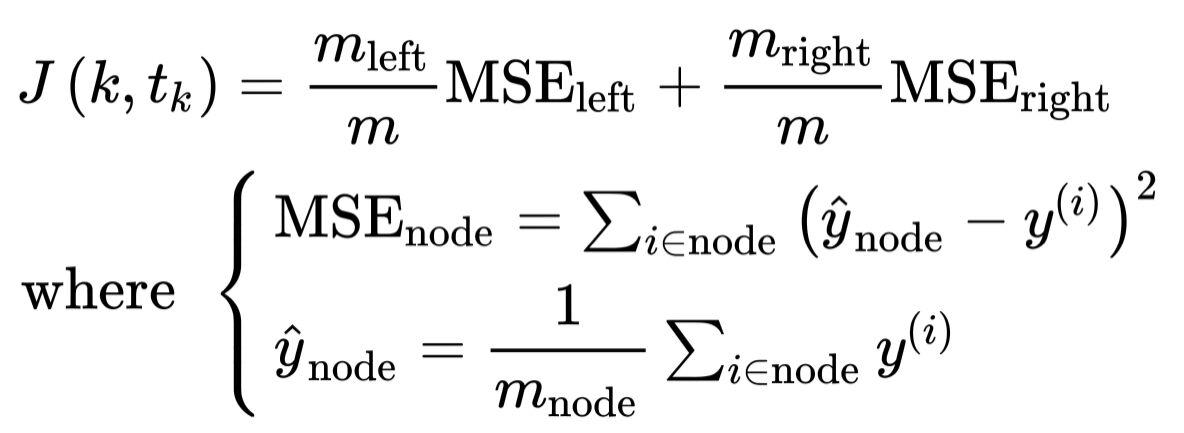 J (k, t_k) = \frac{m_{\text{left}}}{m} \text{MSE}_{\text{left}} + \frac{m_{\text{right}}}{m} \text{MSE}_{\text{right}}
where \begin{cases} \text{MSE}_{\text{node}} = \sum_{i \in \text{node}} \left( \hat{y}_{\text{node}} - y^{(i)} \right)^2 \\ \hat{y}_{\text{node}} = \frac{1}{m_{\text{node}}} \sum_{i \in \text{node}} y^{(i)} \end{cases}